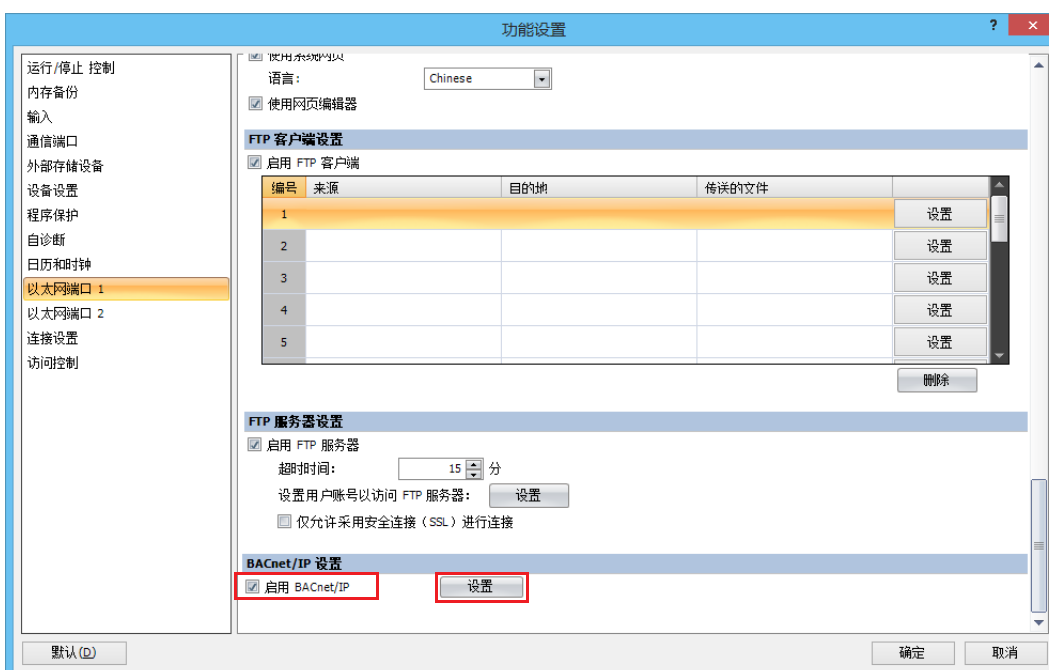 功能设置
? ×
运行/停止 控制
内存备份
输入
通信端口
外部存储设备
设备设置
程序保护
自诊断
日历和时钟
以太网端口 1
以太网端口 2
连接设置
访问控制
使用系统网页
语言: Chinese
使用网页编辑器
FTP 客户端设置
启用 FTP 客户端
编号 来源 目的地 传送的文件
1 设置
2 设置
3 设置
4 设置
5 设置
删除
FTP 服务器设置
启用 FTP 服务器
超时时间: 15 分
设置用户账号以访问 FTP 服务器: 设置
仅允许采用安全连接（SSL）进行连接
BACnet/IP 设置
启用 BACnet/IP 设置
默认(D) 确定 取消